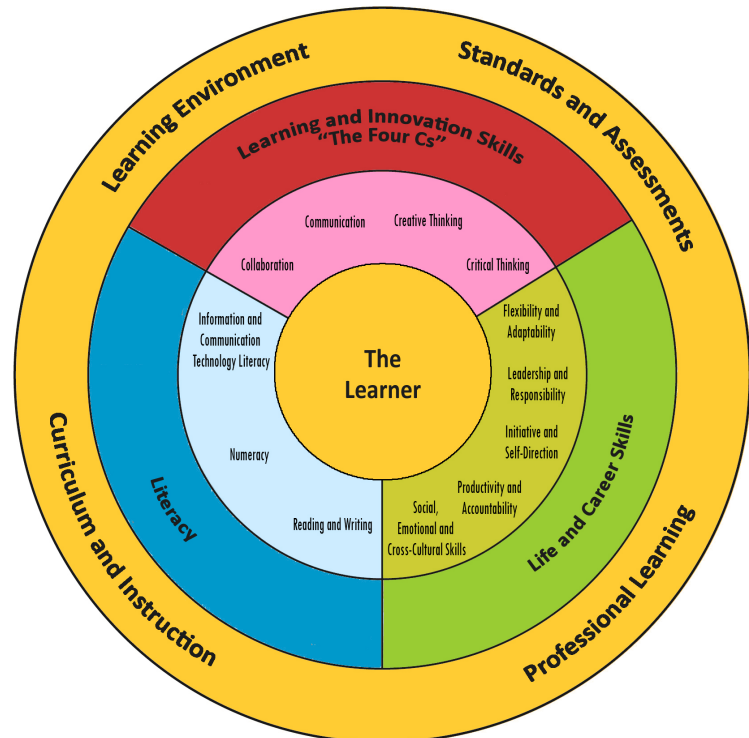 Learning Environment
Standards and Assessments
Learning and Innovation Skills
“The Four Cs”
Communication
Creative Thinking
Collaboration
Critical Thinking
Information and
Communication
Technology Literacy
Numeracy
Reading and Writing
The
Learner
Flexibility and
Adaptability
Leadership and
Responsibility
Initiative and
Self-Direction
Productivity and
Accountability
Social,
Emotional and
Cross-Cultural Skills
Literacy
Life and Career Skills
Curriculum and Instruction
Professional Learning